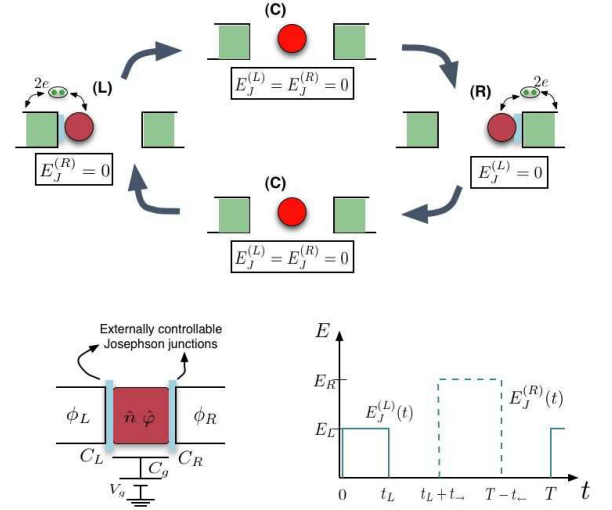 (C)
E_J^{(L)} = E_J^{(R)} = 0
2e
(L)
E_J^{(R)} = 0
(R)
2e
E_J^{(L)} = 0
(C)
E_J^{(L)} = E_J^{(R)} = 0
Externally controllable
Josephson junctions
ϕ_L
n̂ φ̂
ϕ_R
C_L
C_g
C_R
V_g
E
E_R
E_J^{(L)}(t)
E_J^{(R)}(t)
E_L
0
t_L
t_L + t_→
T − t_←
T
t